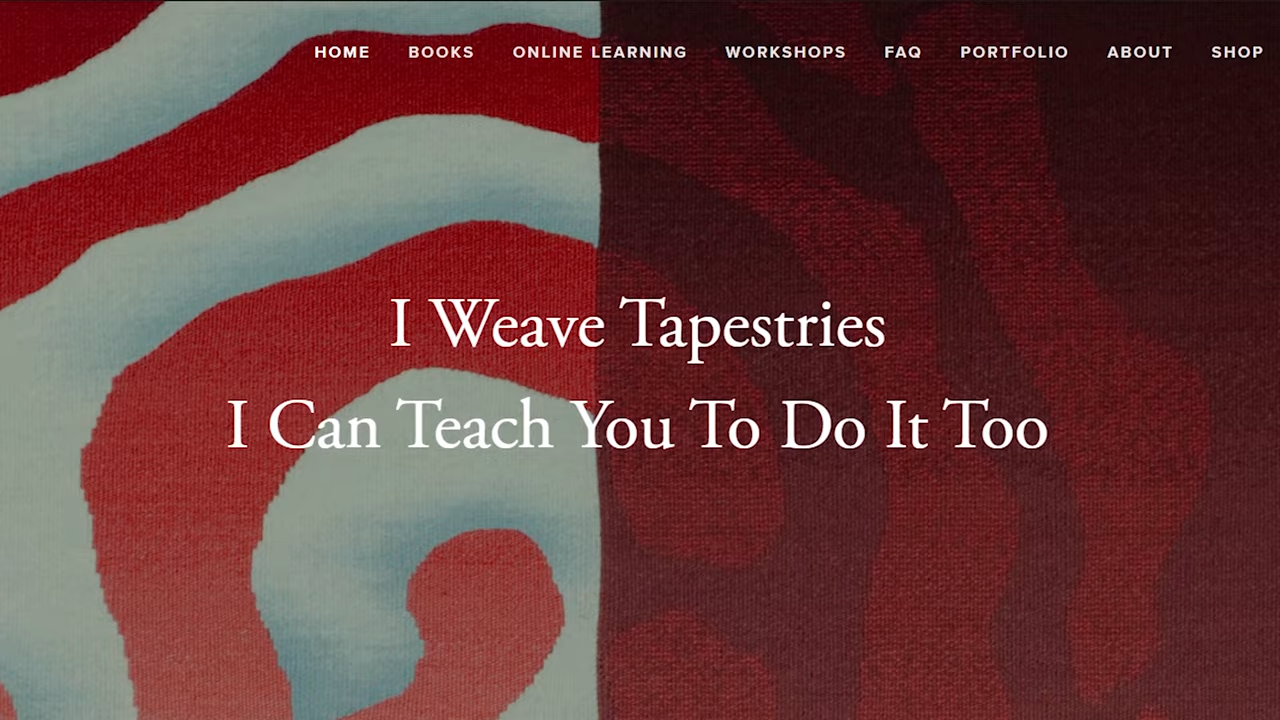 HOME BOOKS ONLINE LEARNING WORKSHOPS FAQ PORTFOLIO ABOUT SHOP
I Weave Tapestries
I Can Teach You To Do It Too